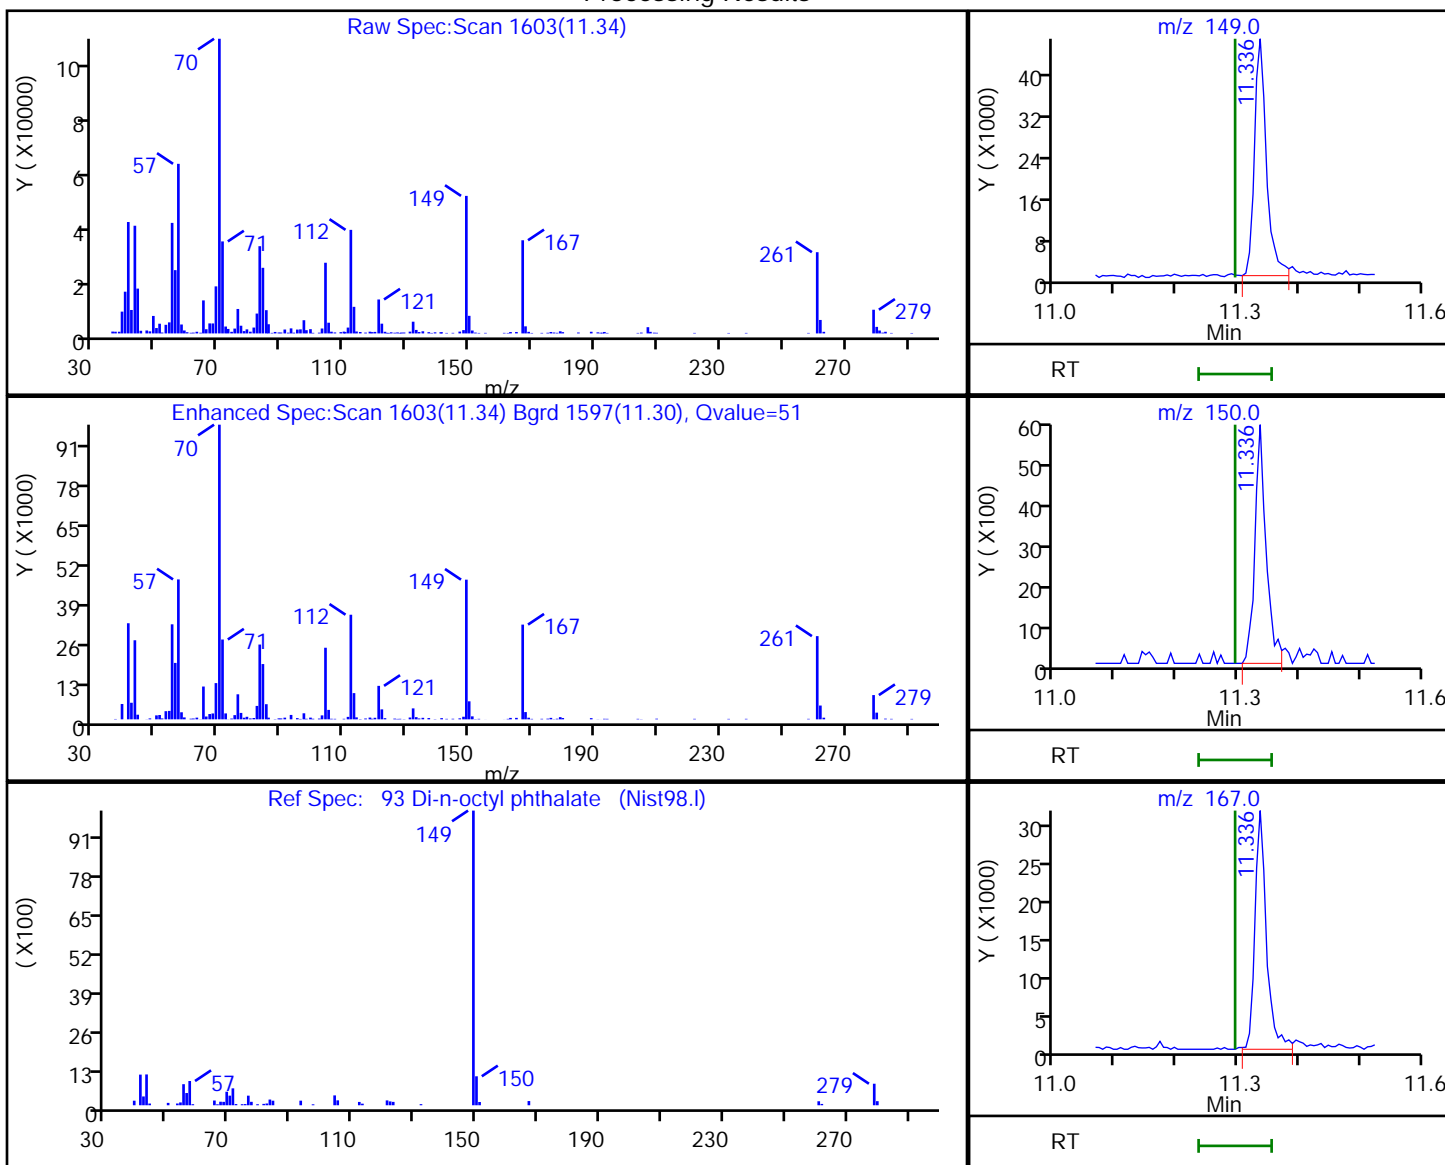 Processing Results
Raw Spec:Scan 1603(11.34)
Y ( X10000)
10
8
6
4
2
0
70
57
71
112
121
149
167
261
279
30 70 110 150 190 230 270
m/z
m/z 149.0
Y ( X1000)
40
32
24
16
8
0
11.336
11.0 11.3 11.6
Min
RT
Enhanced Spec:Scan 1603(11.34) Bgrd 1597(11.30), Qvalue=51
Y ( X1000)
91
78
65
52
39
26
13
0
70
57
71
112
121
149
167
261
279
30 70 110 150 190 230 270
m/z
m/z 150.0
Y ( X100)
60
50
40
30
20
10
0
11.336
11.0 11.3 11.6
Min
RT
Ref Spec: 93 Di-n-octyl phthalate (Nist98.l)
( X100)
91
78
65
52
39
26
13
0
149
57
150
279
30 70 110 150 190 230 270
m/z 167.0
Y ( X1000)
30
25
20
15
10
5
0
11.336
11.0 11.3 11.6
Min
RT